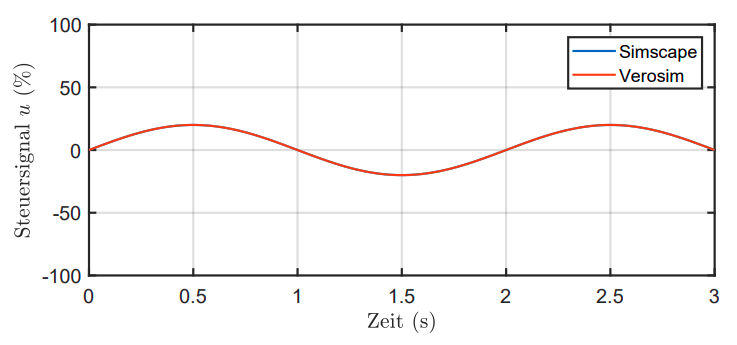 100
50
0
-50
-100
Steuersignal u (%)
Simscape
Verosim
0 0.5 1 1.5 2 2.5 3
Zeit (s)